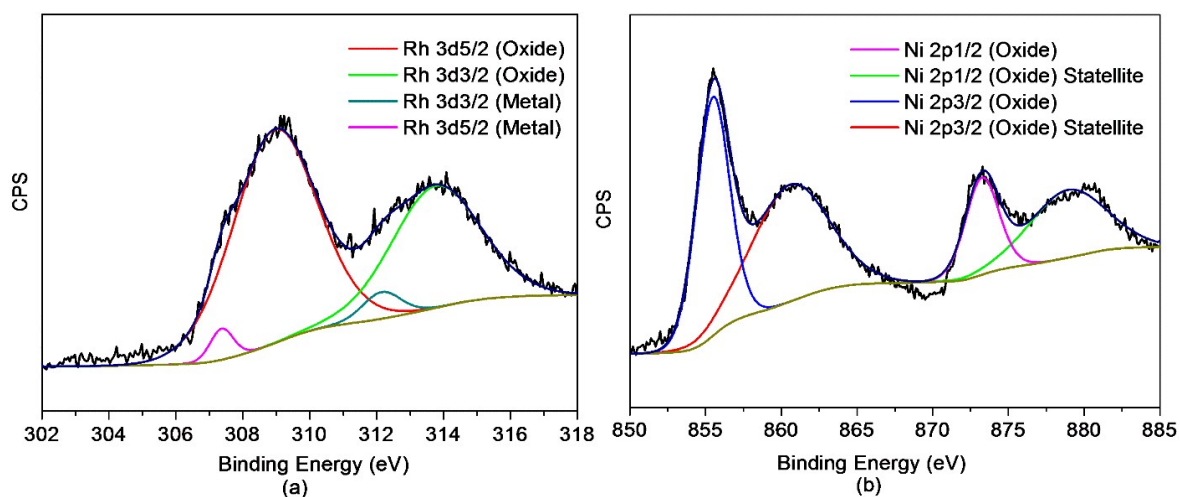 Rh 3d5/2 (Oxide)
Rh 3d3/2 (Oxide)
Rh 3d3/2 (Metal)
Rh 3d5/2 (Metal)
CPS
302 304 306 308 310 312 314 316 318
Binding Energy (eV)
(a)
Ni 2p1/2 (Oxide)
Ni 2p1/2 (Oxide) Statellite
Ni 2p3/2 (Oxide)
Ni 2p3/2 (Oxide) Statellite
CPS
850 855 860 865 870 875 880 885
Binding Energy (eV)
(b)